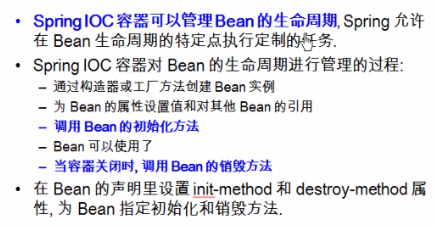 • Spring IOC 容器可以管理 Bean 的生命周期, Spring 允许
在 Bean 生命周期的特定点执行定制的任务.
• Spring IOC 容器对 Bean 的生命周期进行管理的过程:
– 通过构造器或工厂方法创建 Bean 实例
– 为 Bean 的属性设置值和对其他 Bean 的引用
– 调用 Bean 的初始化方法
– Bean 可以使用了
– 当容器关闭时, 调用 Bean 的销毁方法
• 在 Bean 的声明里设置 init-method 和 destroy-method 属
性, 为 Bean 指定初始化和销毁方法.